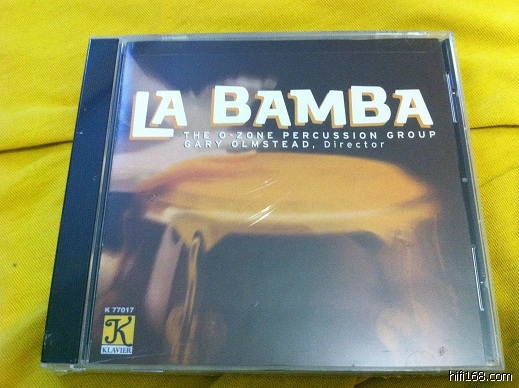 LA BAMBA
THE O-ZONE PERCUSSION GROUP
GARY OLMSTEAD, Director
K 77017
K
KLAVIER
hifi168.com